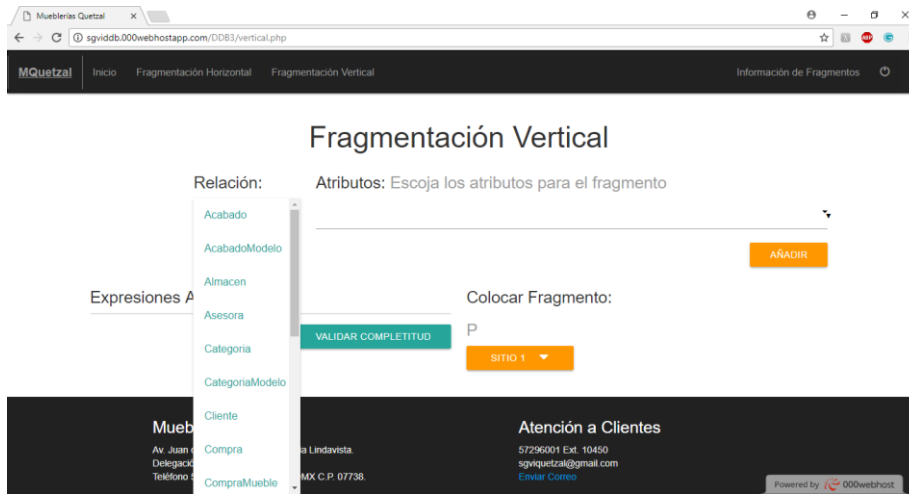 Mueblerías Quetzal
sgviddb.000webhostapp.com/DDB3/vertical.php
MQuetzal Inicio Fragmentación Horizontal Fragmentación Vertical Información de Fragmentos
Fragmentación Vertical
Relación: Atributos: Escoja los atributos para el fragmento
Acabado
AcabadoModelo
AÑADIR
Almacen
Expresiones A Colocar Fragmento:
Asesora
P
VALIDAR COMPLETITUD
Categoria
SITIO 1
CategoriaModelo
Cliente
Mueb Atención a Clientes
Av. Juan a Lindavista. 57296001 Ext. 10450
Compra
Delegació sgviquetzal@gmail.com
Teléfono MX C.P. 07738. Enviar Correo
CompraMueble
Powered by 000webhost